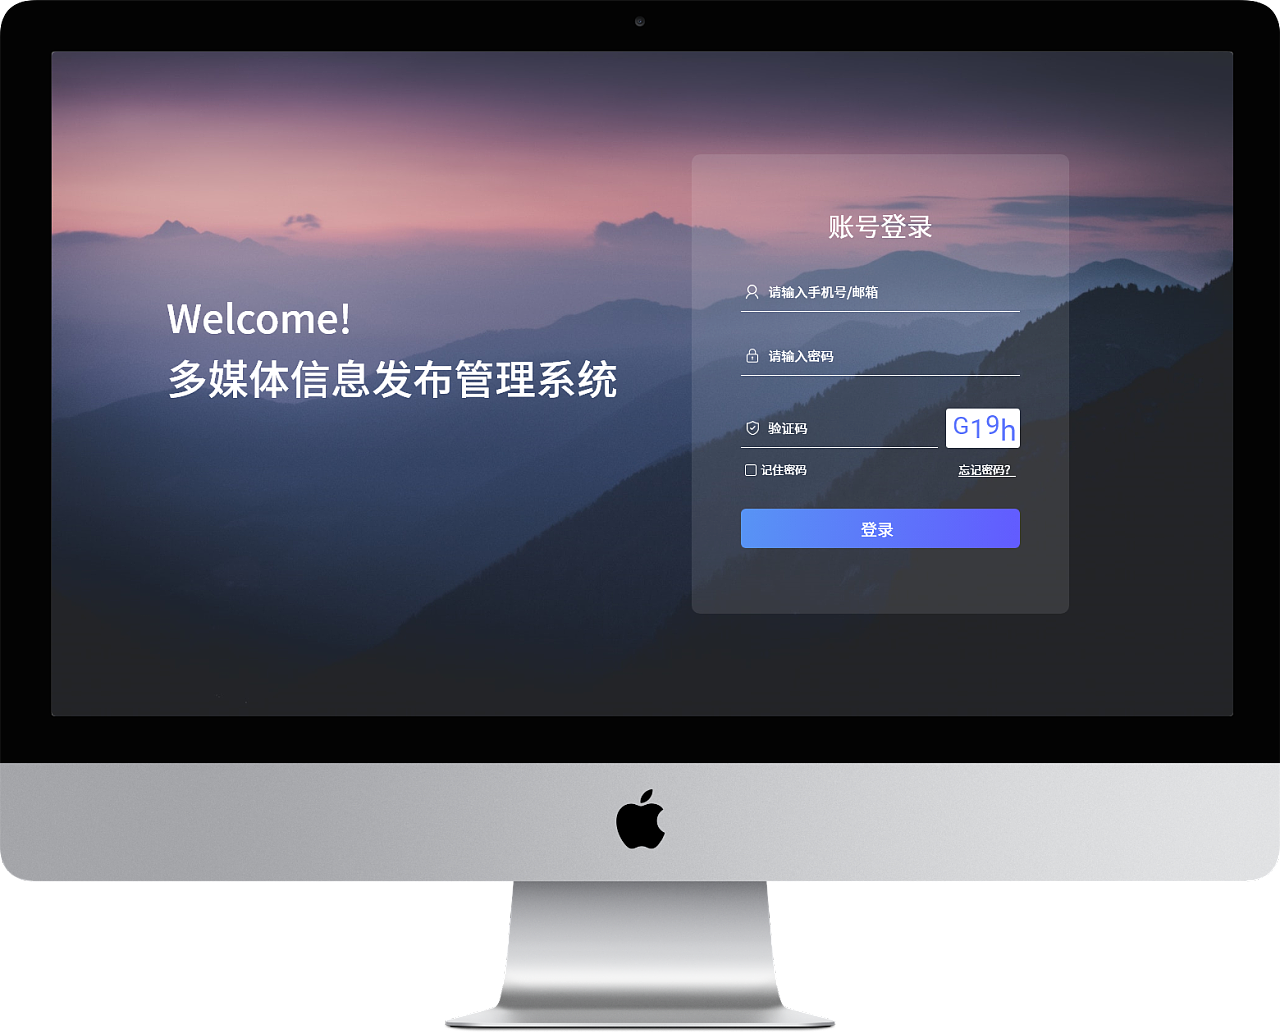 Welcome!
多媒体信息发布管理系统
账号登录
请输入手机号/邮箱
请输入密码
验证码
G19h
记住密码
忘记密码?
登录